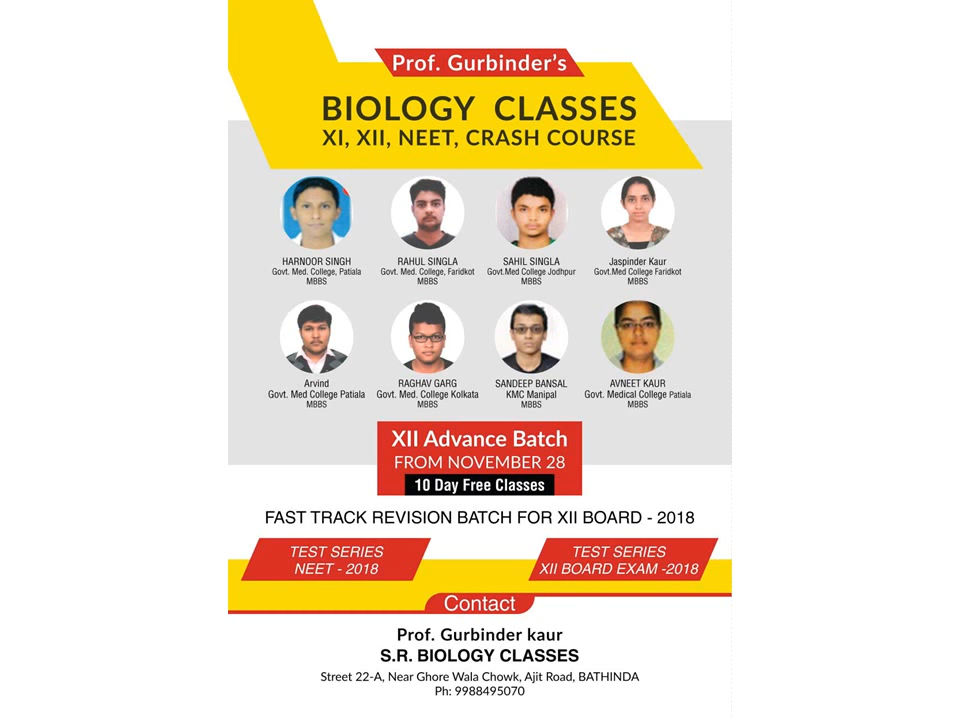 Prof. Gurbinder's
BIOLOGY CLASSES
XI, XII, NEET, CRASH COURSE
HARNOOR SINGH
Govt. Med. College, Patiala
MBBS
RAHUL SINGLA
Govt. Med. College, Faridkot
MBBS
SAHIL SINGLA
Govt.Med College Jodhpur
MBBS
Jaspinder Kaur
Govt.Med College Faridkot
MBBS
Arvind
Govt. Med College Patiala
MBBS
RAGHAV GARG
Govt. Med. College Kolkata
MBBS
SANDEEP BANSAL
KMC Manipal
MBBS
AVNEET KAUR
Govt. Medical College Patiala
MBBS
XII Advance Batch
FROM NOVEMBER 28
10 Day Free Classes
FAST TRACK REVISION BATCH FOR XII BOARD - 2018
TEST SERIES
NEET - 2018
TEST SERIES
XII BOARD EXAM -2018
Contact
Prof. Gurbinder kaur
S.R. BIOLOGY CLASSES
Street 22-A, Near Ghore Wala Chowk, Ajit Road, BATHINDA
Ph: 9988495070